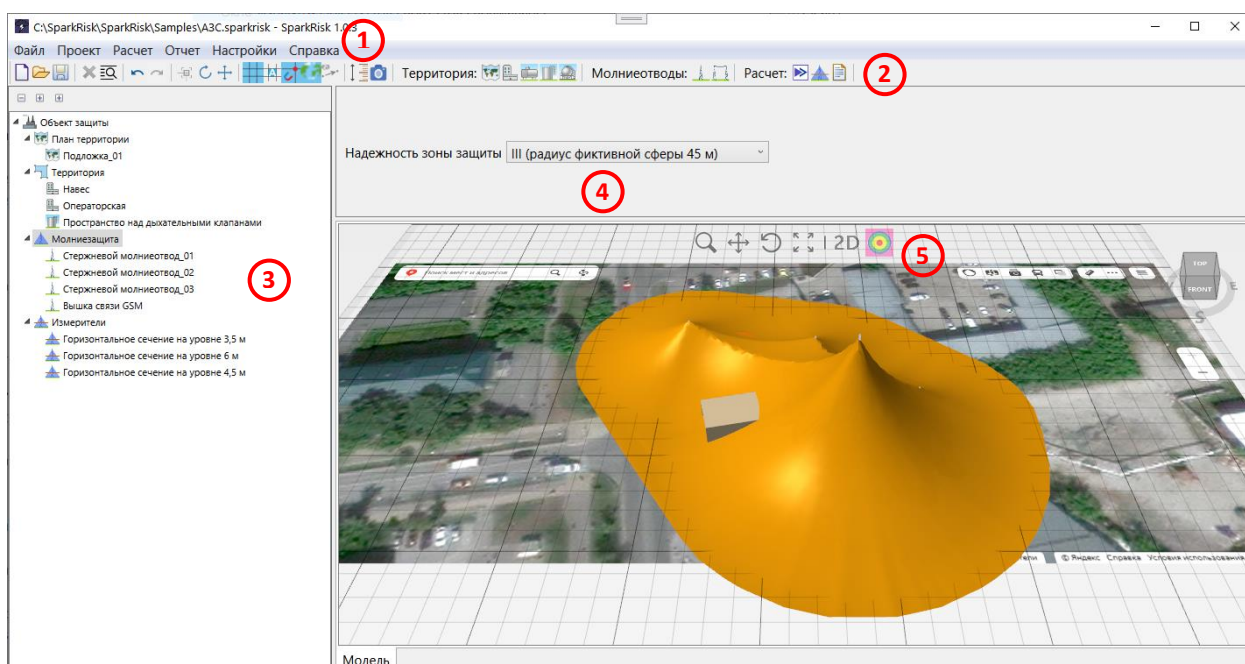 C:\SparkRisk\SparkRisk\Samples\АЗС.sparkrisk - SparkRisk 1.0.3
Файл Проект Расчет Отчет Настройки Справка
1
Территория: Молниеотводы: Расчет:
2
Объект защиты
План территории
Подложка_01
Территория
Навес
Операторская
Пространство над дыхательными клапанами
Молниезащита
Стержневой молниеотвод_01
Стержневой молниеотвод_02
Стержневой молниеотвод_03
Вышка связи GSM
Измерители
Горизонтальное сечение на уровне 3,5 м
Горизонтальное сечение на уровне 6 м
Горизонтальное сечение на уровне 4,5 м
3
Надежность зоны защиты III (радиус фиктивной сферы 45 м)
4
2D
5
Поиск мест и адресов
TOP
FRONT
E
S
© Яндекс Справка Условия использования
Модель